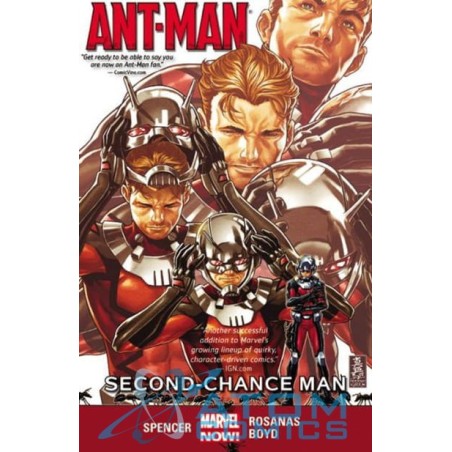 ANT-MAN
"Get ready to be able to say you
are now an Ant-Man fan."
— ComicVine.com
"Another successful
addition to Marvel's
growing lineup of quirky,
character-driven comics."
IGN.com
SECOND-CHANCE MAN
SPENCER
MARVEL
NOW!
ROSANAS
BOYD
ATOM
COMICS